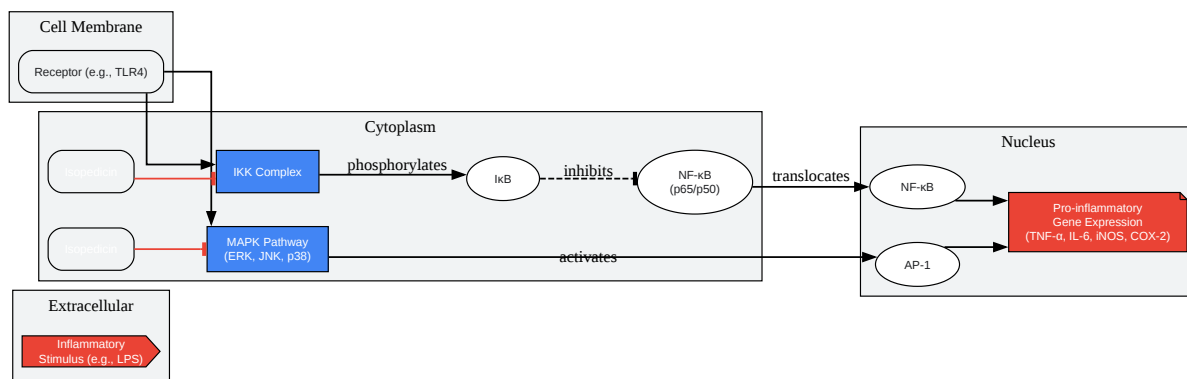 Cell Membrane
Receptor (e.g., TLR4)
Cytoplasm
Isopedicin
IKK Complex
phosphorylates
IκB
inhibits
NF-κB
(p65/p50)
translocates
Isopedicin
MAPK Pathway
(ERK, JNK, p38)
activates
Nucleus
NF-κB
AP-1
Pro-inflammatory
Gene Expression
(TNF-α, IL-6, iNOS, COX-2)
Extracellular
Inflammatory
Stimulus (e.g., LPS)